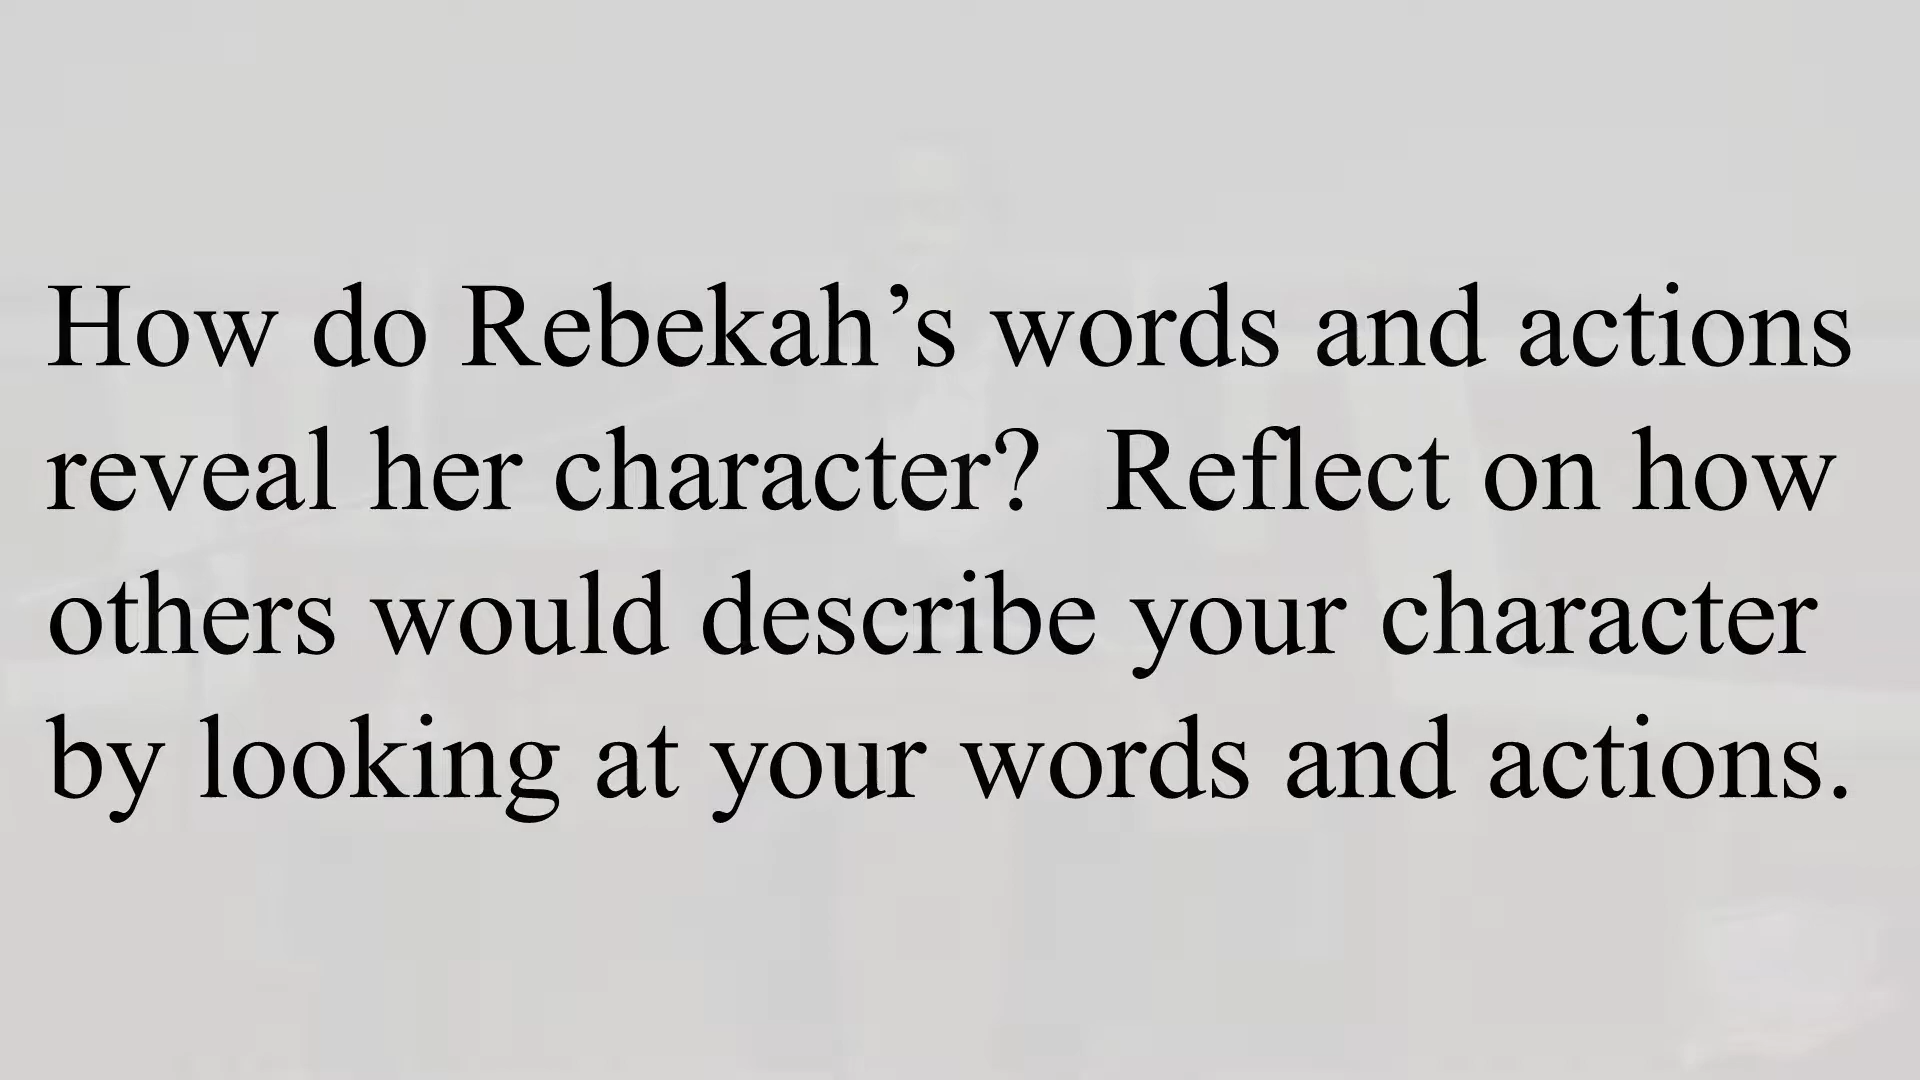 How do Rebekah’s words and actions
reveal her character?  Reflect on how
others would describe your character
by looking at your words and actions.